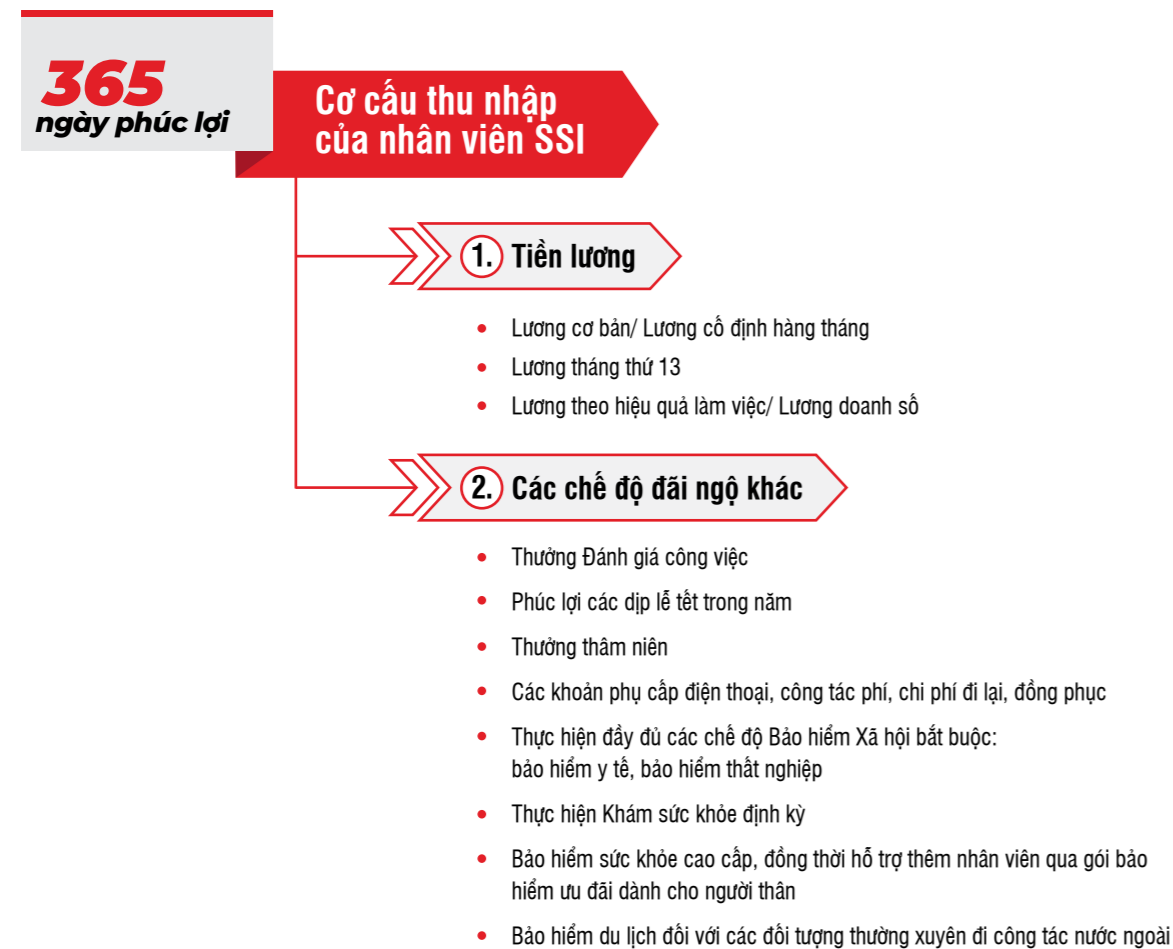 365
ngày phúc lợi
Cơ cấu thu nhập
của nhân viên SSI
1. Tiền lương
• Lương cơ bản/ Lương cố định hàng tháng
• Lương tháng thứ 13
• Lương theo hiệu quả làm việc/ Lương doanh số
2. Các chế độ đãi ngộ khác
• Thưởng Đánh giá công việc
• Phúc lợi các dịp lễ tết trong năm
• Thưởng thâm niên
• Các khoản phụ cấp điện thoại, công tác phí, chi phí đi lại, đồng phục
• Thực hiện đầy đủ các chế độ Bảo hiểm Xã hội bắt buộc:
bảo hiểm y tế, bảo hiểm thất nghiệp
• Thực hiện Khám sức khỏe định kỳ
• Bảo hiểm sức khỏe cao cấp, đồng thời hỗ trợ thêm nhân viên qua gói bảo
hiểm ưu đãi dành cho người thân
• Bảo hiểm du lịch đối với các đối tượng thường xuyên đi công tác nước ngoài